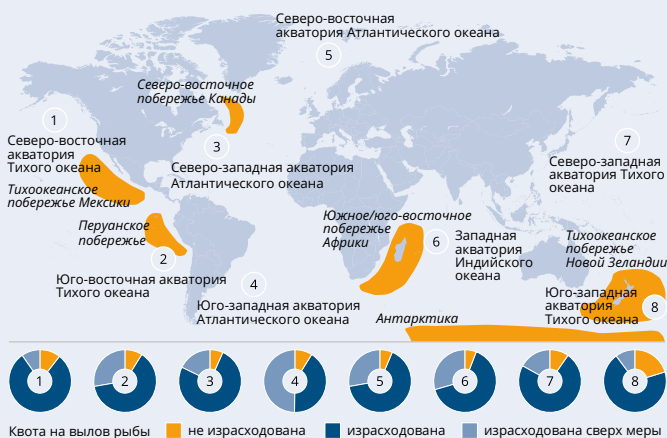 Северо-восточная
акватория Атлантического океана
5
Северо-восточное
побережье Канады
1
Северо-восточная
акватория
Тихого океана
3
Северо-западная акватория
Атлантического океана
7
Северо-западная
акватория Тихого
океана
Тихоокеанское
побережье Мексики
Перуанское
побережье
2
Юго-восточная акватория
Тихого океана
4
Юго-западная акватория
Атлантического океана
Южное/юго-восточное
побережье
Африки
6
Западная
акватория
Индийского
океана
Тихоокеанское
побережье
Новой Зеландии
Юго-западная
акватория
Тихого океана
8
Антарктика
1
2
3
4
5
6
7
8
Квота на вылов рыбы
не израсходована
израсходована
израсходована сверх меры